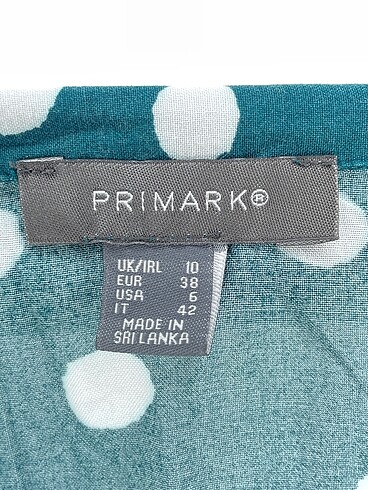 PRIMARK®
UK/IRL 10
EUR 38
USA 6
IT 42
MADE IN
SRI LANKA